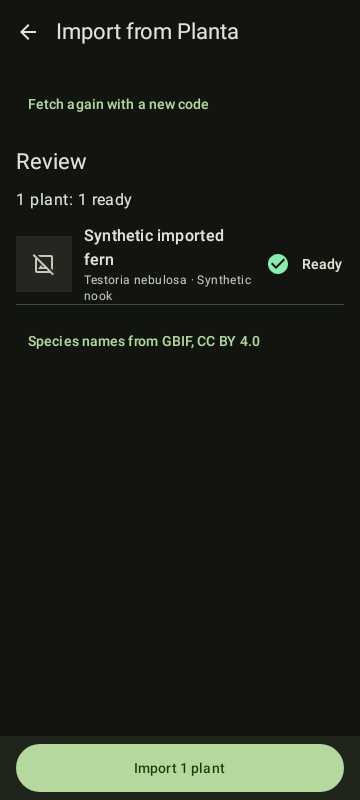 Import from Planta
Fetch again with a new code
Review
1 plant: 1 ready
Synthetic imported
fern
Testoria nebulosa · Synthetic
nook
Ready
Species names from GBIF, CC BY 4.0
Import 1 plant